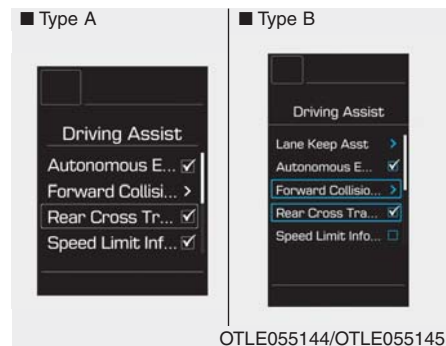 ■ Type A
Driving Assist
Autonomous E... ✓
Forward Collisi... >
Rear Cross Tr... ✓
Speed Limit Inf... ✓
■ Type B
Driving Assist
Lane Keep Asst >
Autonomous E... ✓
Forward Collisio... >
Rear Cross Tra... ✓
Speed Limit Info... □
OTLE055144/OTLE055145